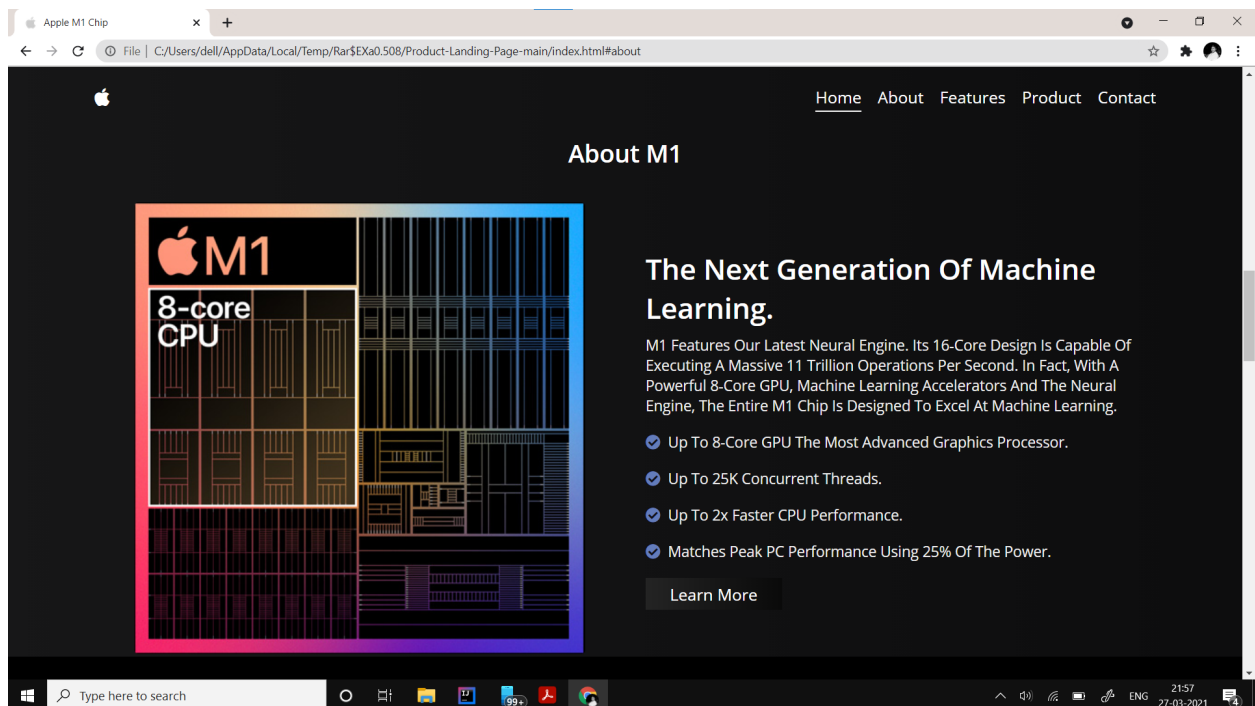 Apple M1 Chip
File | C:/Users/dell/AppData/Local/Temp/Rar$EXa0.508/Product-Landing-Page-main/index.html#about
Home About Features Product Contact
About M1
M1
8-core
CPU
The Next Generation Of Machine
Learning.
M1 Features Our Latest Neural Engine. Its 16-Core Design Is Capable Of
Executing A Massive 11 Trillion Operations Per Second. In Fact, With A
Powerful 8-Core GPU, Machine Learning Accelerators And The Neural
Engine, The Entire M1 Chip Is Designed To Excel At Machine Learning.
Up To 8-Core GPU The Most Advanced Graphics Processor.
Up To 25K Concurrent Threads.
Up To 2x Faster CPU Performance.
Matches Peak PC Performance Using 25% Of The Power.
Learn More
Type here to search
IJ
99+
ENG
21:57
27-03-2021
4